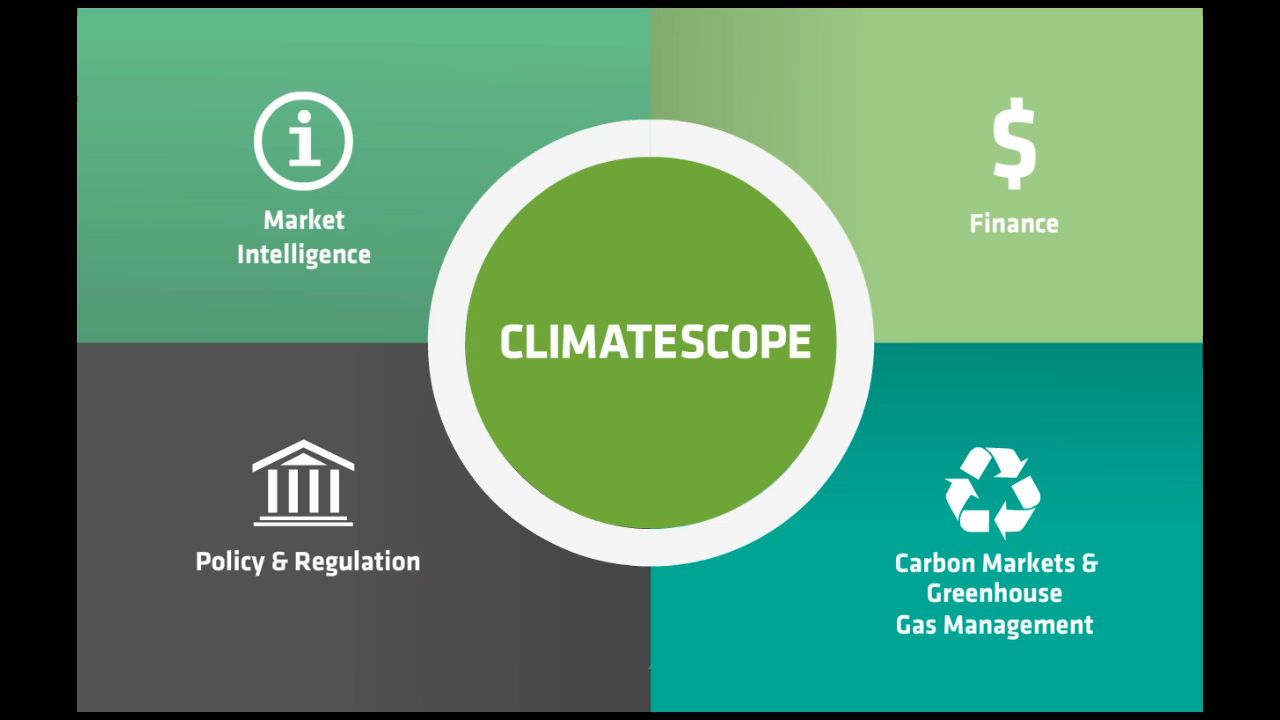 Market
Intelligence
$
Finance
CLIMATESCOPE
Policy & Regulation
Carbon Markets &
Greenhouse
Gas Management